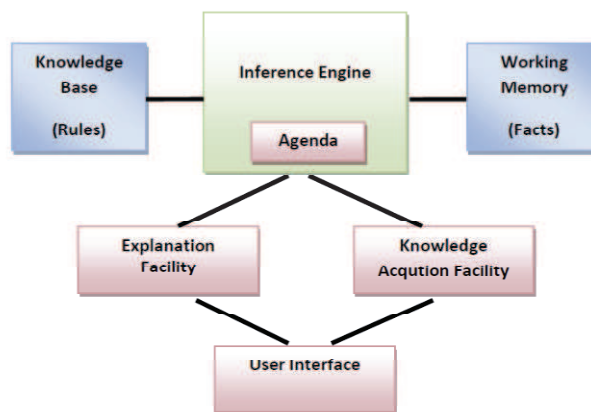 Knowledge
Base
(Rules)
Inference Engine
Agenda
Working
Memory
(Facts)
Explanation
Facility
Knowledge
Acqution Facility
User Interface